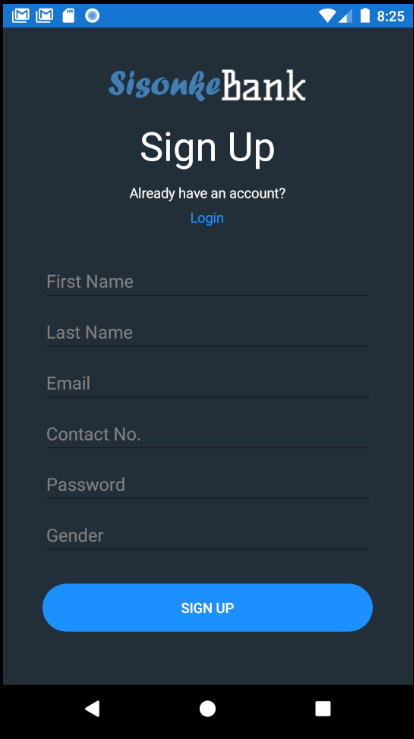 8:25
SisonkeBank
Sign Up
Already have an account?
Login
First Name
Last Name
Email
Contact No.
Password
Gender
SIGN UP